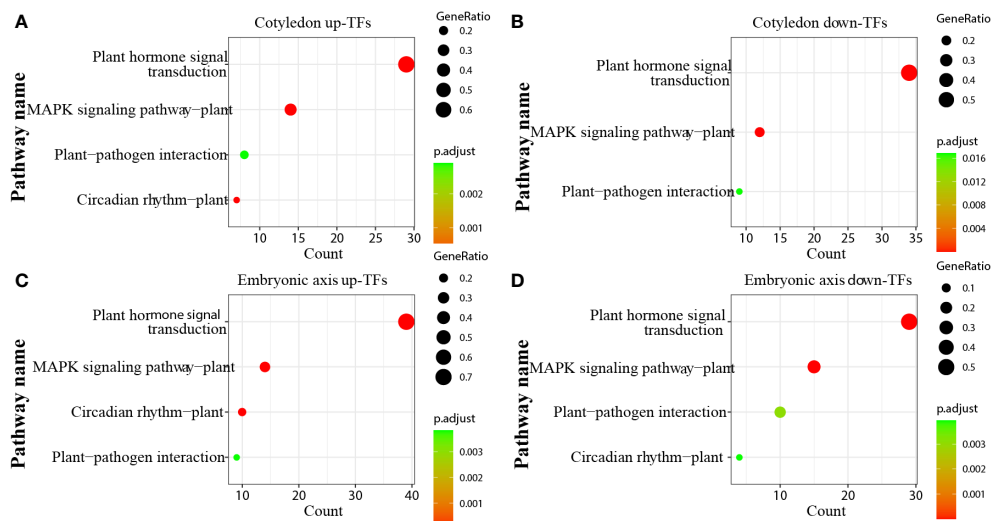 A
Cotyledon up-TFs
Pathway name
Plant hormone signal
transduction
MAPK signaling pathway-plant
Plant-pathogen interaction
Circadian rhythm-plant
10 15 20 25 30
Count
GeneRatio
0.2
0.3
0.4
0.5
0.6
p.adjust
0.002
0.001
B
Cotyledon down-TFs
Pathway name
Plant hormone signal
transduction
MAPK signaling pathway-plant
Plant-pathogen interaction
10 15 20 25 30 35
Count
GeneRatio
0.2
0.3
0.4
0.5
p.adjust
0.016
0.012
0.008
0.004
C
Embryonic axis up-TFs
Pathway name
Plant hormone signal
transduction
MAPK signaling pathway-plant
Circadian rhythm-plant
Plant-pathogen interaction
10 20 30 40
Count
GeneRatio
0.2
0.3
0.4
0.5
0.6
0.7
p.adjust
0.003
0.002
0.001
D
Embryonic axis down-TFs
Pathway name
Plant hormone signal
transduction
MAPK signaling pathway-plant
Plant-pathogen interaction
Circadian rhythm-plant
10 20 30
Count
GeneRatio
0.1
0.2
0.3
0.4
0.5
p.adjust
0.003
0.002
0.001